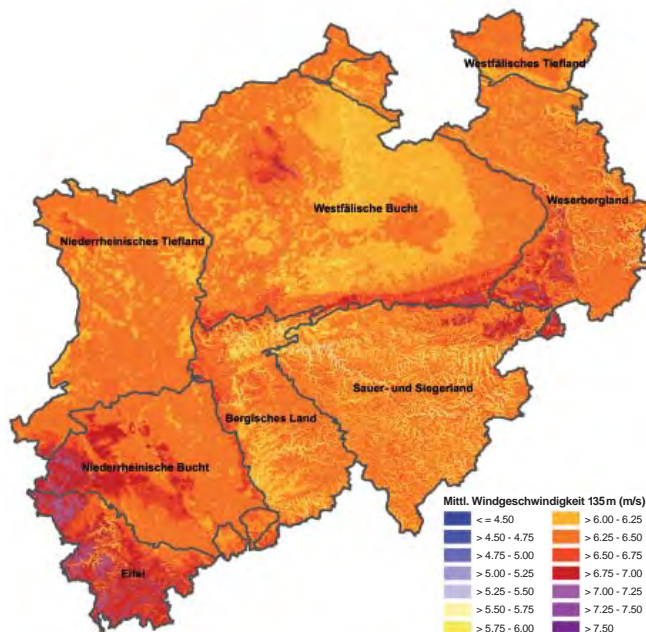 Westfälisches Tiefland
Weserbergland
Westfälische Bucht
Niederrheinisches Tiefland
Sauer- und Siegerland
Bergisches Land
Niederrheinische Bucht
Eifel
Mittl. Windgeschwindigkeit 135 m (m/s)
< = 4.50
> 4.50 - 4.75
> 4.75 - 5.00
> 5.00 - 5.25
> 5.25 - 5.50
> 5.50 - 5.75
> 5.75 - 6.00
> 6.00 - 6.25
> 6.25 - 6.50
> 6.50 - 6.75
> 6.75 - 7.00
> 7.00 - 7.25
> 7.25 - 7.50
> 7.50